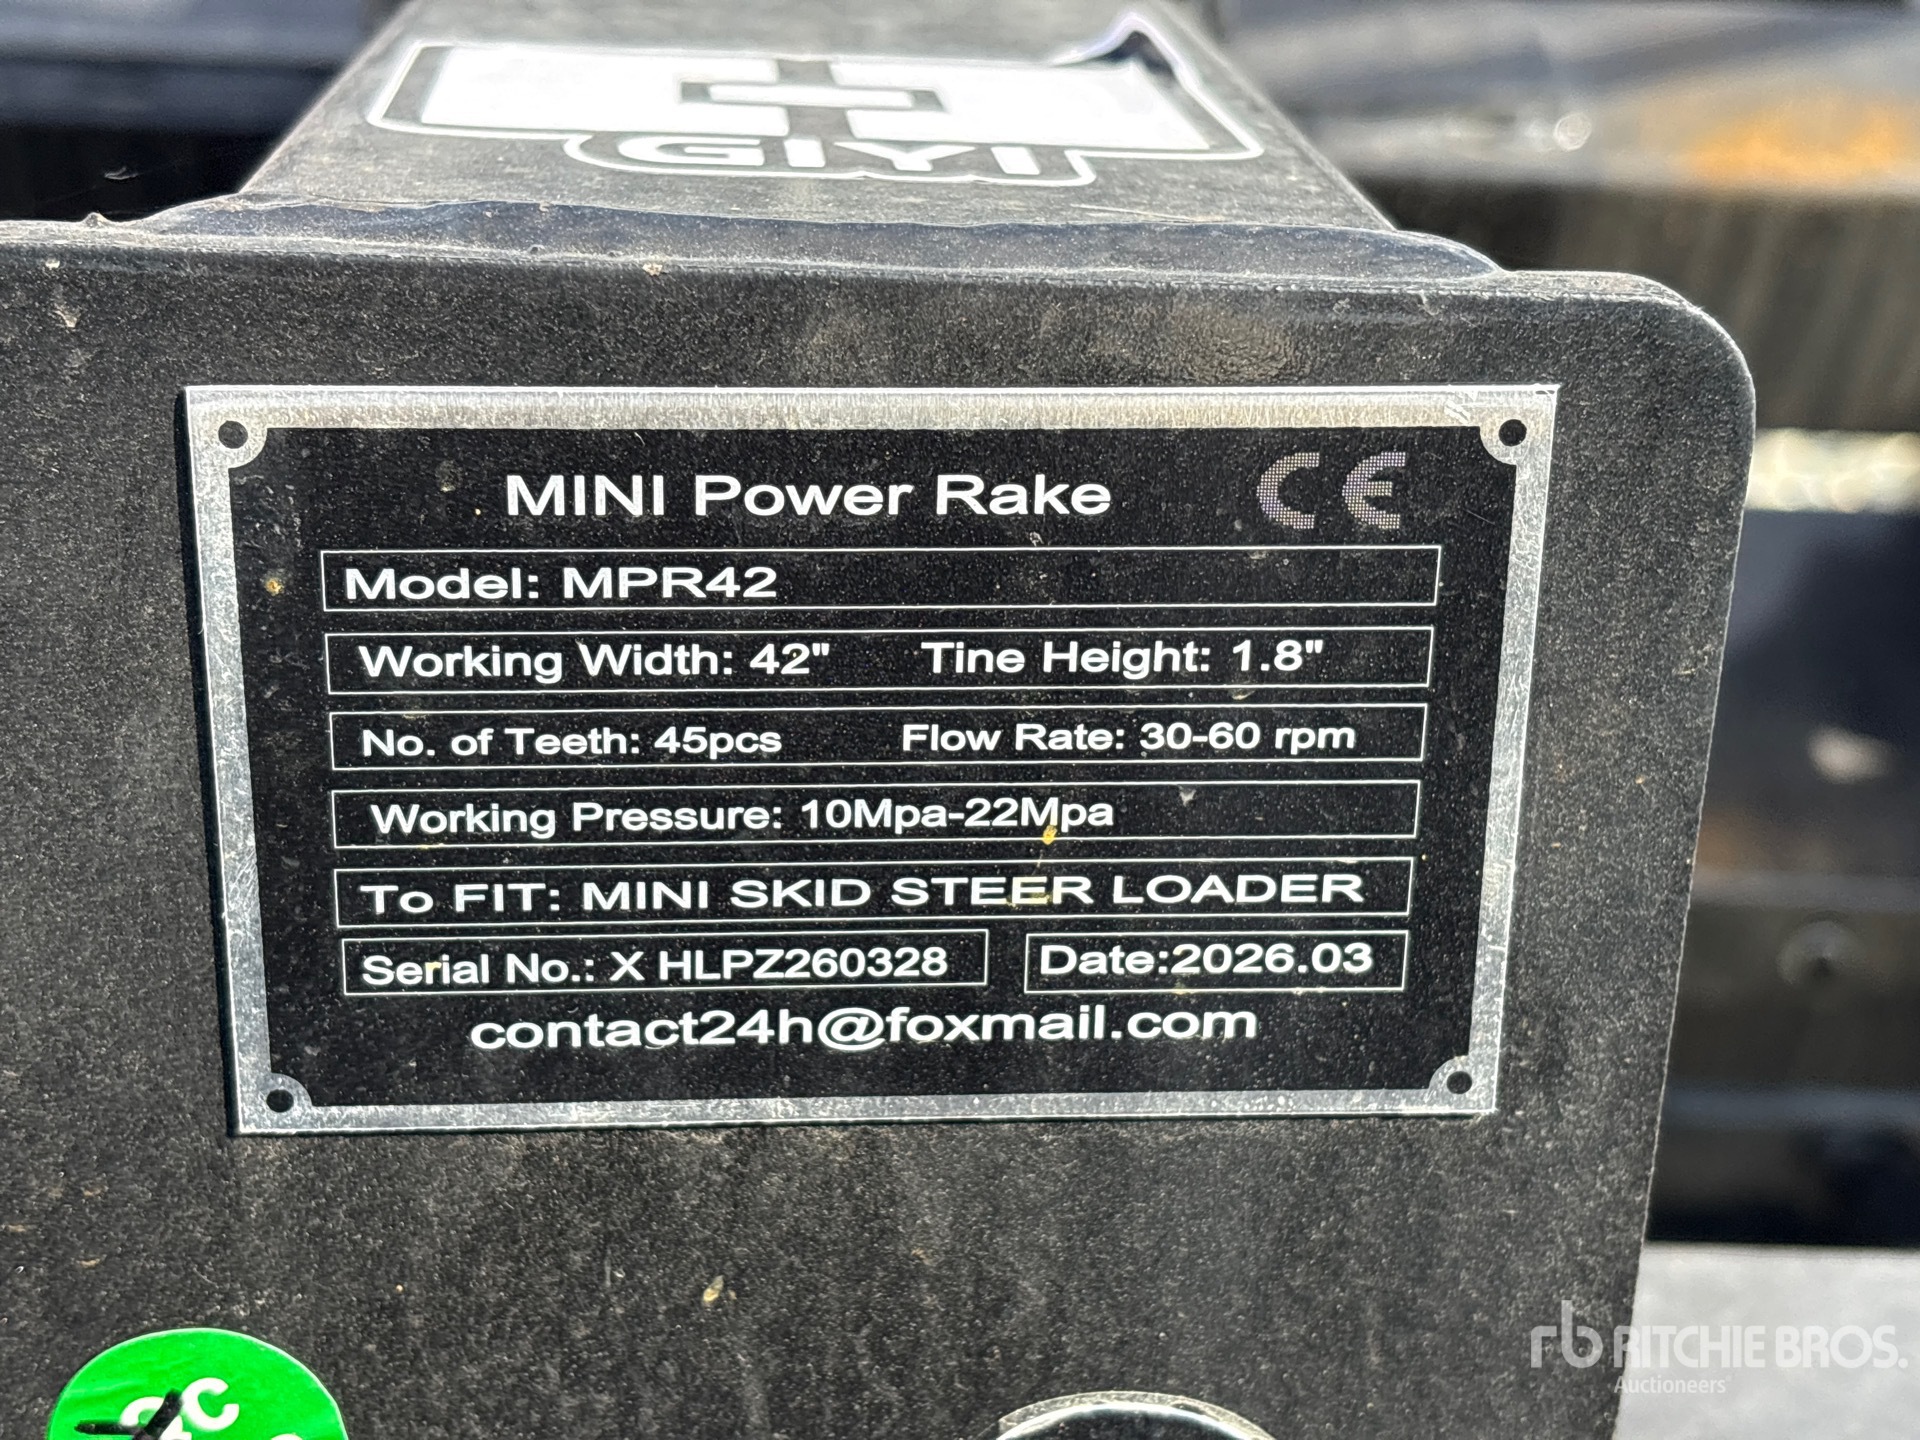 GIYI
MINI Power Rake CE
Model: MPR42
Working Width: 42" Tine Height: 1.8"
No. of Teeth: 45pcs Flow Rate: 30-60 rpm
Working Pressure: 10Mpa-22Mpa
To FIT: MINI SKID STEER LOADER
Serial No.: X HLPZ260328 Date:2026.03
contact24h@foxmail.com
rb RITCHIE BROS.
Auctioneers